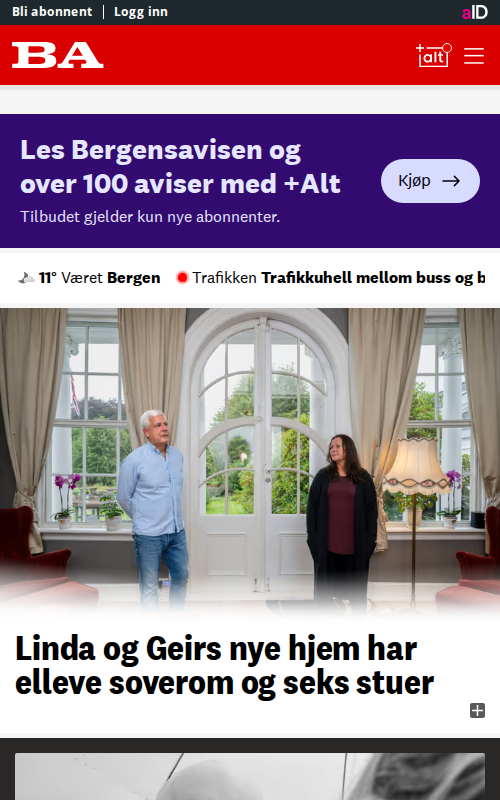 Bli abonnent
Logg inn
aID
BA
+alt
Les Bergensavisen og
over 100 aviser med +Alt
Tilbudet gjelder kun nye abonnenter.
Kjøp
11° Været Bergen
Trafikken Trafikkuhell mellom buss og b
Linda og Geirs nye hjem har
elleve soverom og seks stuer